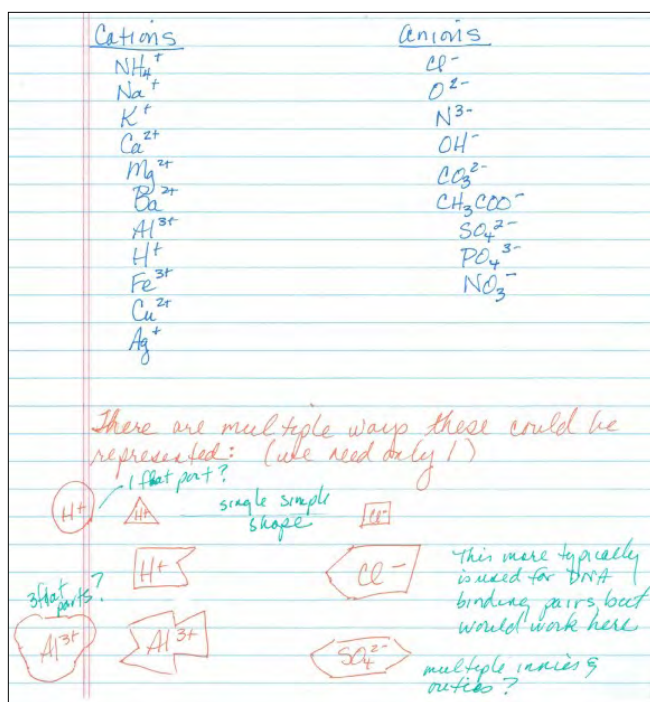 Cations Anions
NH₄⁺ Cl⁻
Na⁺ O²⁻
K⁺ N³⁻
Ca²⁺ OH⁻
Mg²⁺ CO₃²⁻
Ba²⁺ CH₃COO⁻
Al³⁺ SO₄²⁻
H⁺ PO₄³⁻
Fe³⁺ NO₃⁻
Cu²⁺
Ag⁺
There are multiple ways these could be
represented: (we need only 1)
1 flat part?
H+ H+ single simple Cl⁻
shape
H+ Cl⁻ This more typically
is used for DNA
binding pairs, but
would work here
3 flat
parts?
Al³⁺ Al³⁺ SO₄²⁻
multiple innies &
outies?